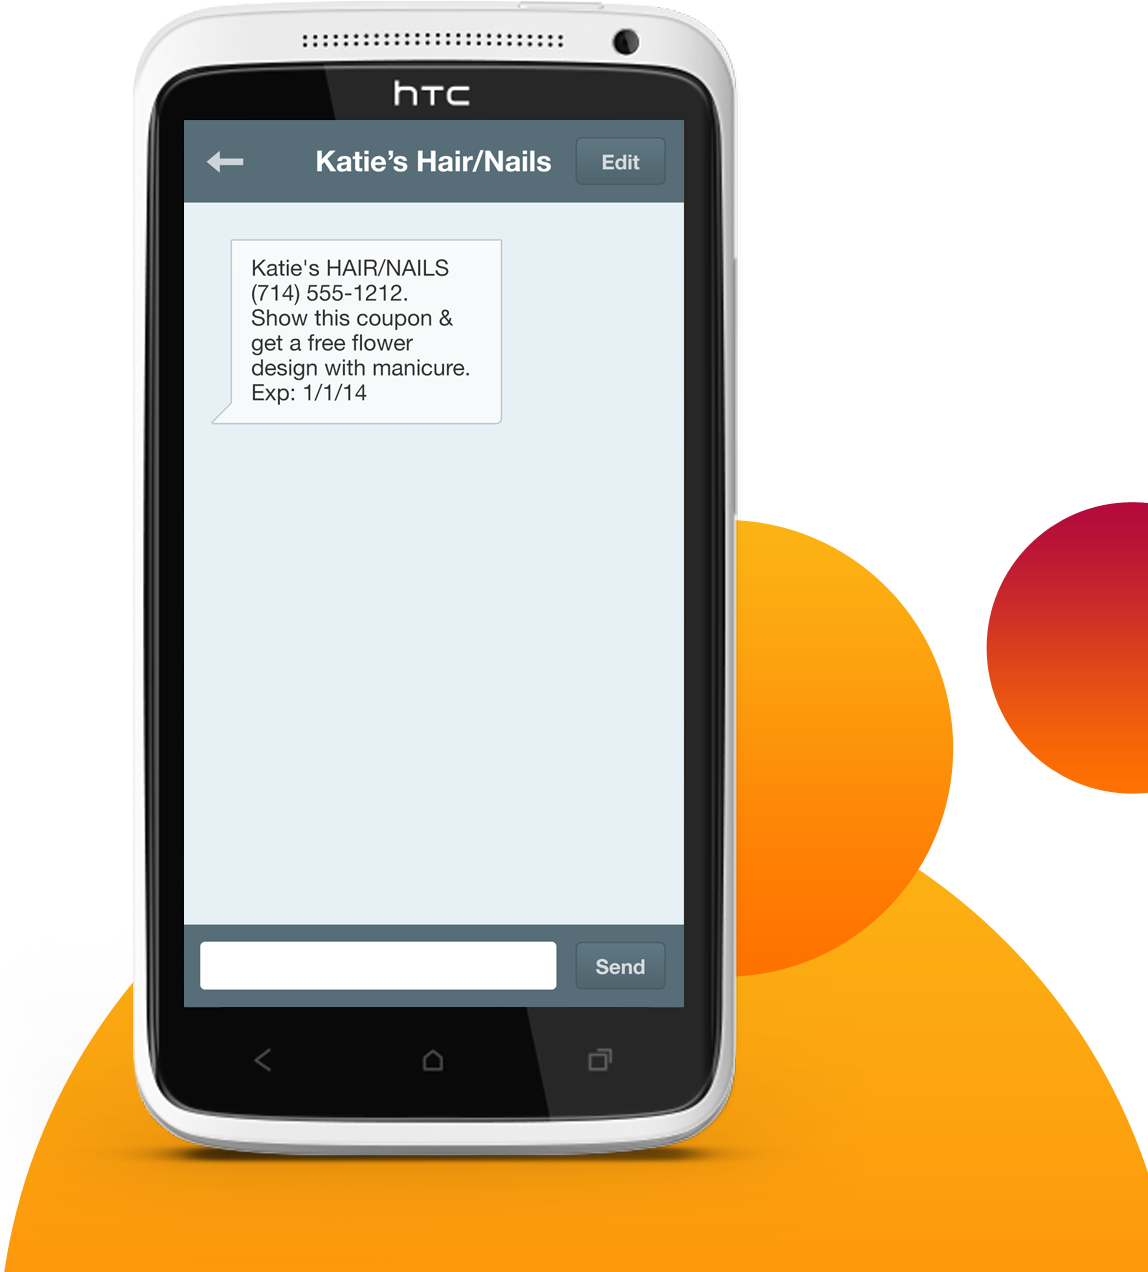 hTC
Katie’s Hair/Nails
Edit
Katie's HAIR/NAILS
(714) 555-1212.
Show this coupon &
get a free flower
design with manicure.
Exp: 1/1/14
Send